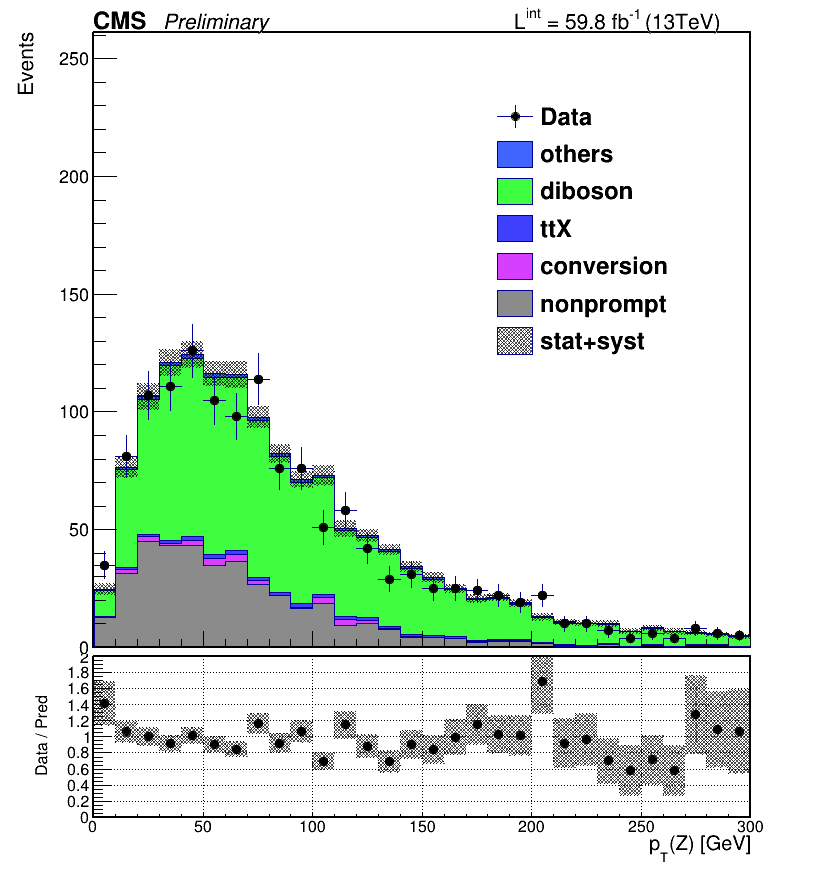 CMS Preliminary L^int = 59.8 fb^-1 (13TeV)
Events
250
200
150
100
50
0
Data
others
diboson
ttX
conversion
nonprompt
stat+syst
Data / Pred
2
1.8
1.6
1.4
1.2
1
0.8
0.6
0.4
0.2
0
0 50 100 150 200 250 300
p_T(Z) [GeV]